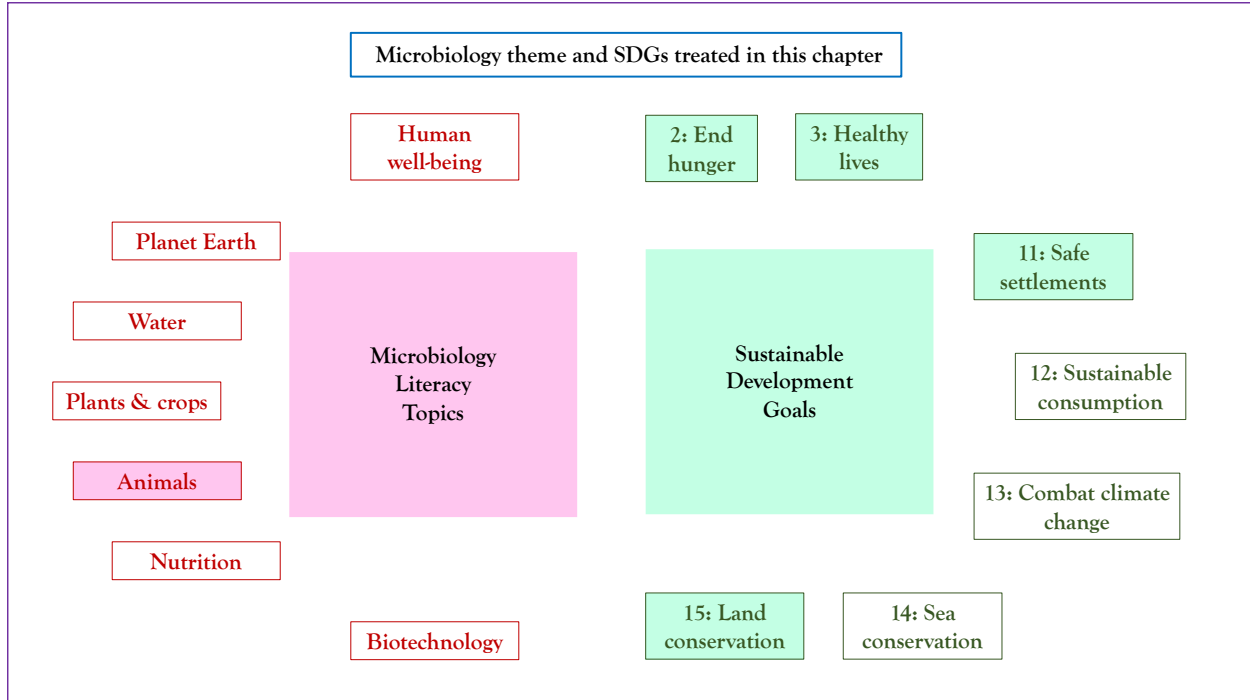 Microbiology theme and SDGs treated in this chapter
Human
well-being
2: End
hunger
3: Healthy
lives
Planet Earth
11: Safe
settlements
Water
Microbiology
Literacy
Topics
Sustainable
Development
Goals
12: Sustainable
consumption
Plants & crops
Animals
13: Combat climate
change
Nutrition
Biotechnology
15: Land
conservation
14: Sea
conservation